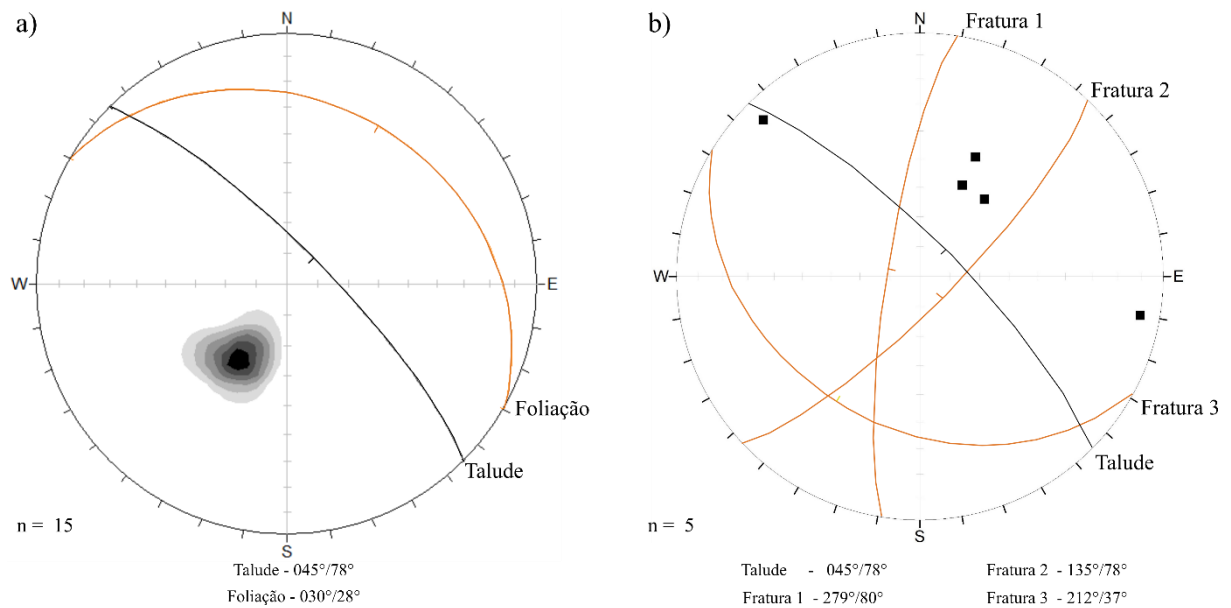 a)
N
W
E
S
Foliação
Talude
n = 15
Talude - 045°/78°
Foliação - 030°/28°
b)
N
Fratura 1
Fratura 2
W
E
Fratura 3
Talude
S
n = 5
Talude - 045°/78°
Fratura 2 - 135°/78°
Fratura 1 - 279°/80°
Fratura 3 - 212°/37°